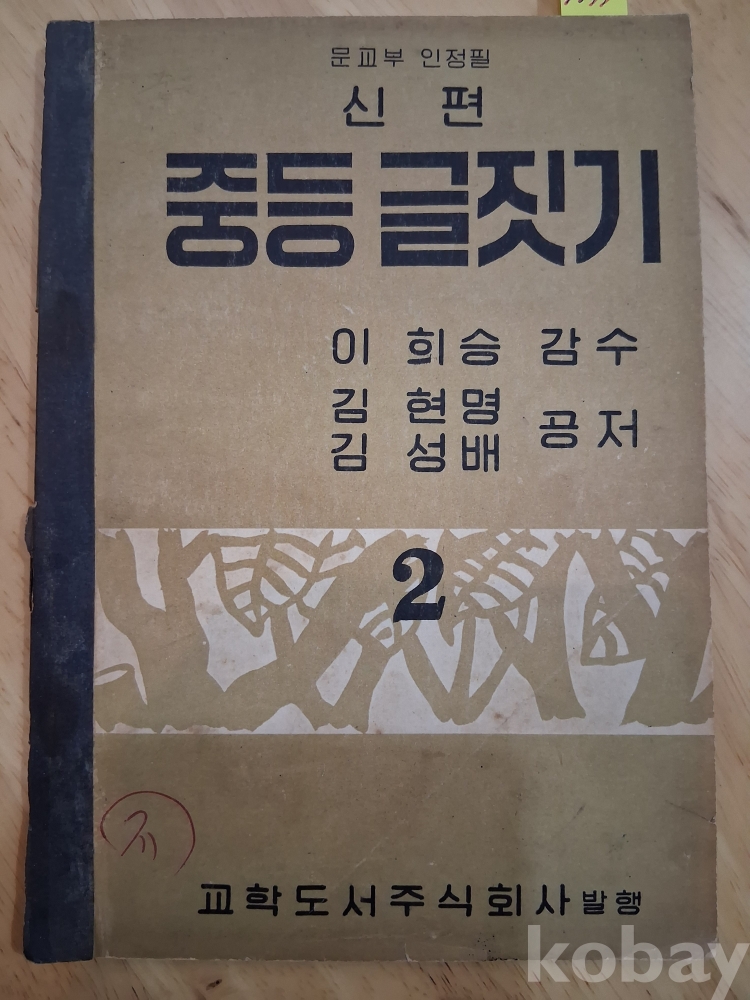 문교부 인정필
신 편
중등 글짓기
이 희승 감수
김 현명
김 성배 공저
2
교학도서주식회사 발행
kobay